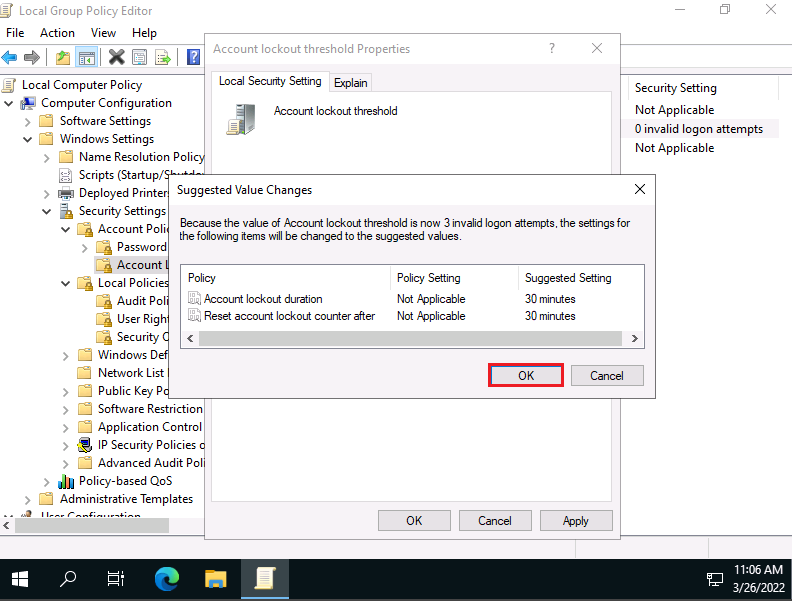 Local Group Policy Editor
File Action View Help
Account lockout threshold Properties
Local Security Setting Explain
Account lockout threshold
Local Computer Policy
Computer Configuration
Software Settings
Windows Settings
Name Resolution Policy
Scripts (Startup/Shutdo
Deployed Printers
Security Settings
Account Polic
Password
Account L
Local Policies
Audit Poli
User Righ
Security O
Windows Def
Network List
Public Key Po
Software Restriction
Application Control
IP Security Policies o
Advanced Audit Poli
Policy-based QoS
Administrative Templates
User Configuration
Security Setting
Not Applicable
0 invalid logon attempts
Not Applicable
Suggested Value Changes
Because the value of Account lockout threshold is now 3 invalid logon attempts, the settings for
the following items will be changed to the suggested values.
Policy Policy Setting Suggested Setting
Account lockout duration Not Applicable 30 minutes
Reset account lockout counter after Not Applicable 30 minutes
OK Cancel
OK Cancel Apply
11:06 AM
3/26/2022